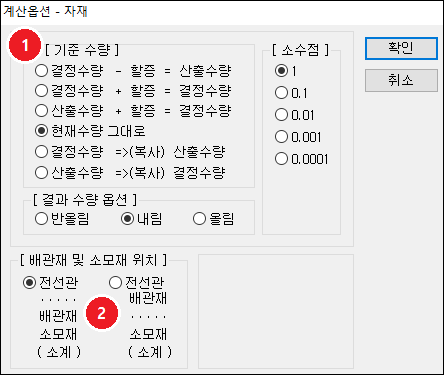 계산옵션 - 자재
1
[ 기준 수량 ]
결정수량 - 할증 = 산출수량
결정수량 + 할증 = 결정수량
산출수량 + 할증 = 결정수량
현재수량 그대로
결정수량 =>(복사) 산출수량
산출수량 =>(복사) 결정수량
[ 소수점 ]
1
0.1
0.01
0.001
0.0001
확인
취소
[ 결과 수량 옵션 ]
반올림 내림 올림
[ 배관재 및 소모재 위치 ]
전선관
.....
배관재
소모재
( 소계 )
2
전선관
배관재
.....
소모재
( 소계 )